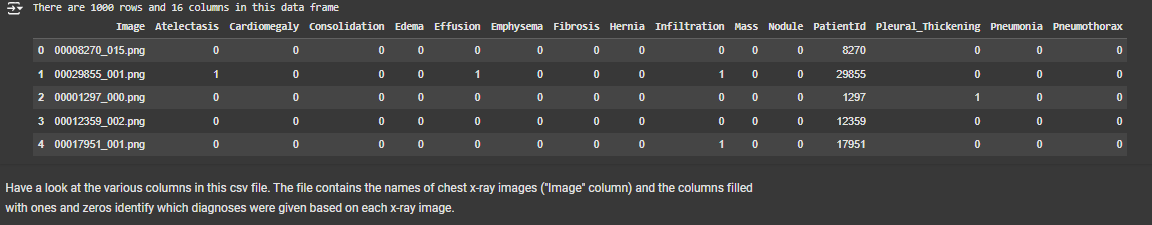 There are 1000 rows and 16 columns in this data frame
Image Atelectasis Cardiomegaly Consolidation Edema Effusion Emphysema Fibrosis Hernia Infiltration Mass Nodule PatientId Pleural_Thickening Pneumonia Pneumothorax
0 00008270_015.png 0 0 0 0 0 0 0 0 0 0 0 8270 0 0 0
1 00029855_001.png 1 0 0 0 1 0 0 0 1 0 0 29855 0 0 0
2 00001297_000.png 0 0 0 0 0 0 0 0 0 0 0 1297 1 0 0
3 00012359_002.png 0 0 0 0 0 0 0 0 0 0 0 12359 0 0 0
4 00017951_001.png 0 0 0 0 0 0 0 0 1 0 0 17951 0 0 0
Have a look at the various columns in this csv file. The file contains the names of chest x-ray images ("Image" column) and the columns filled
with ones and zeros identify which diagnoses were given based on each x-ray image.